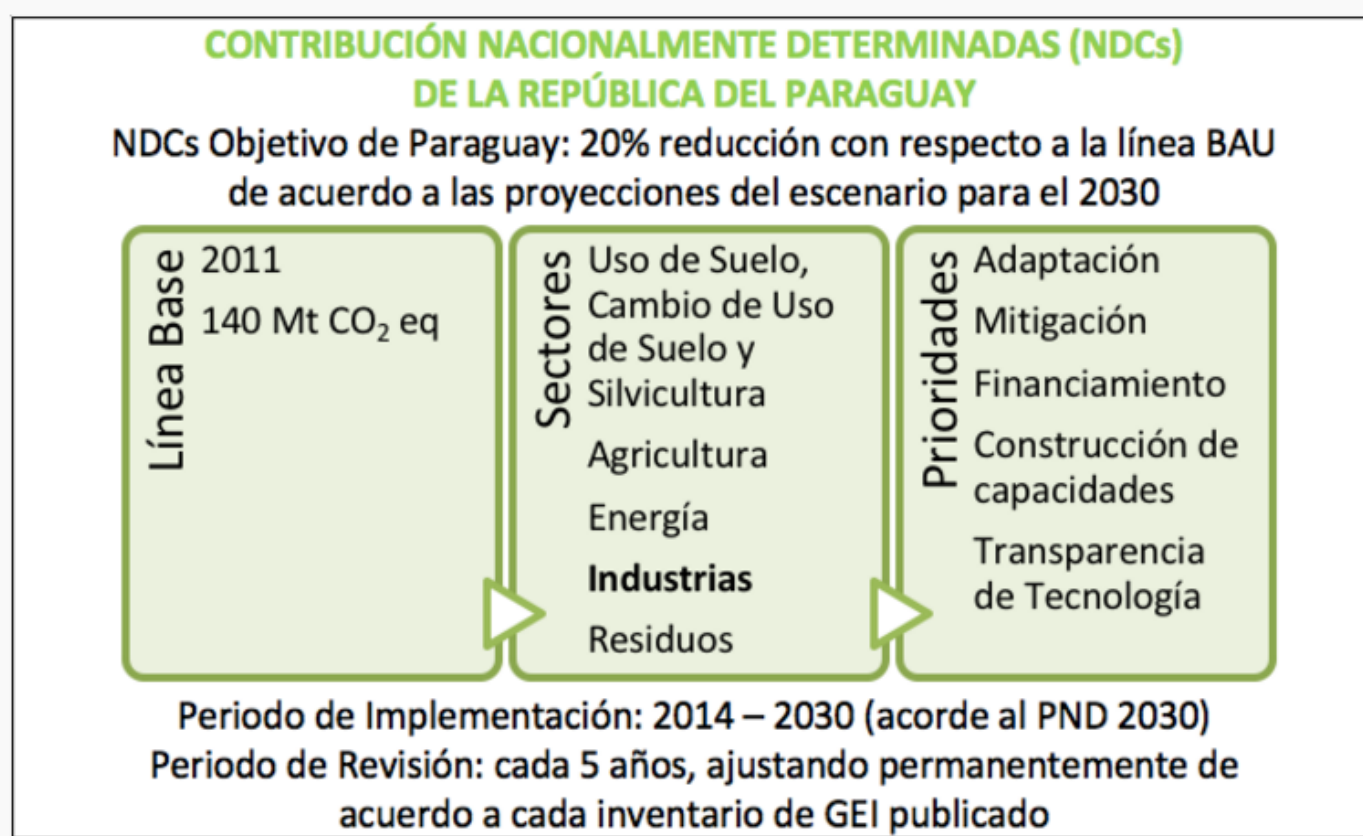 CONTRIBUCIÓN NACIONALMENTE DETERMINADAS (NDCs)
DE LA REPÚBLICA DEL PARAGUAY
NDCs Objetivo de Paraguay: 20% reducción con respecto a la línea BAU
de acuerdo a las proyecciones del escenario para el 2030
Línea Base
2011
140 Mt CO₂ eq
Sectores
Uso de Suelo,
Cambio de Uso
de Suelo y
Silvicultura
Agricultura
Energía
Industrias
Residuos
Prioridades
Adaptación
Mitigación
Financiamiento
Construcción de
capacidades
Transparencia
de Tecnología
Periodo de Implementación: 2014 – 2030 (acorde al PND 2030)
Periodo de Revisión: cada 5 años, ajustando permanentemente de
acuerdo a cada inventario de GEI publicado